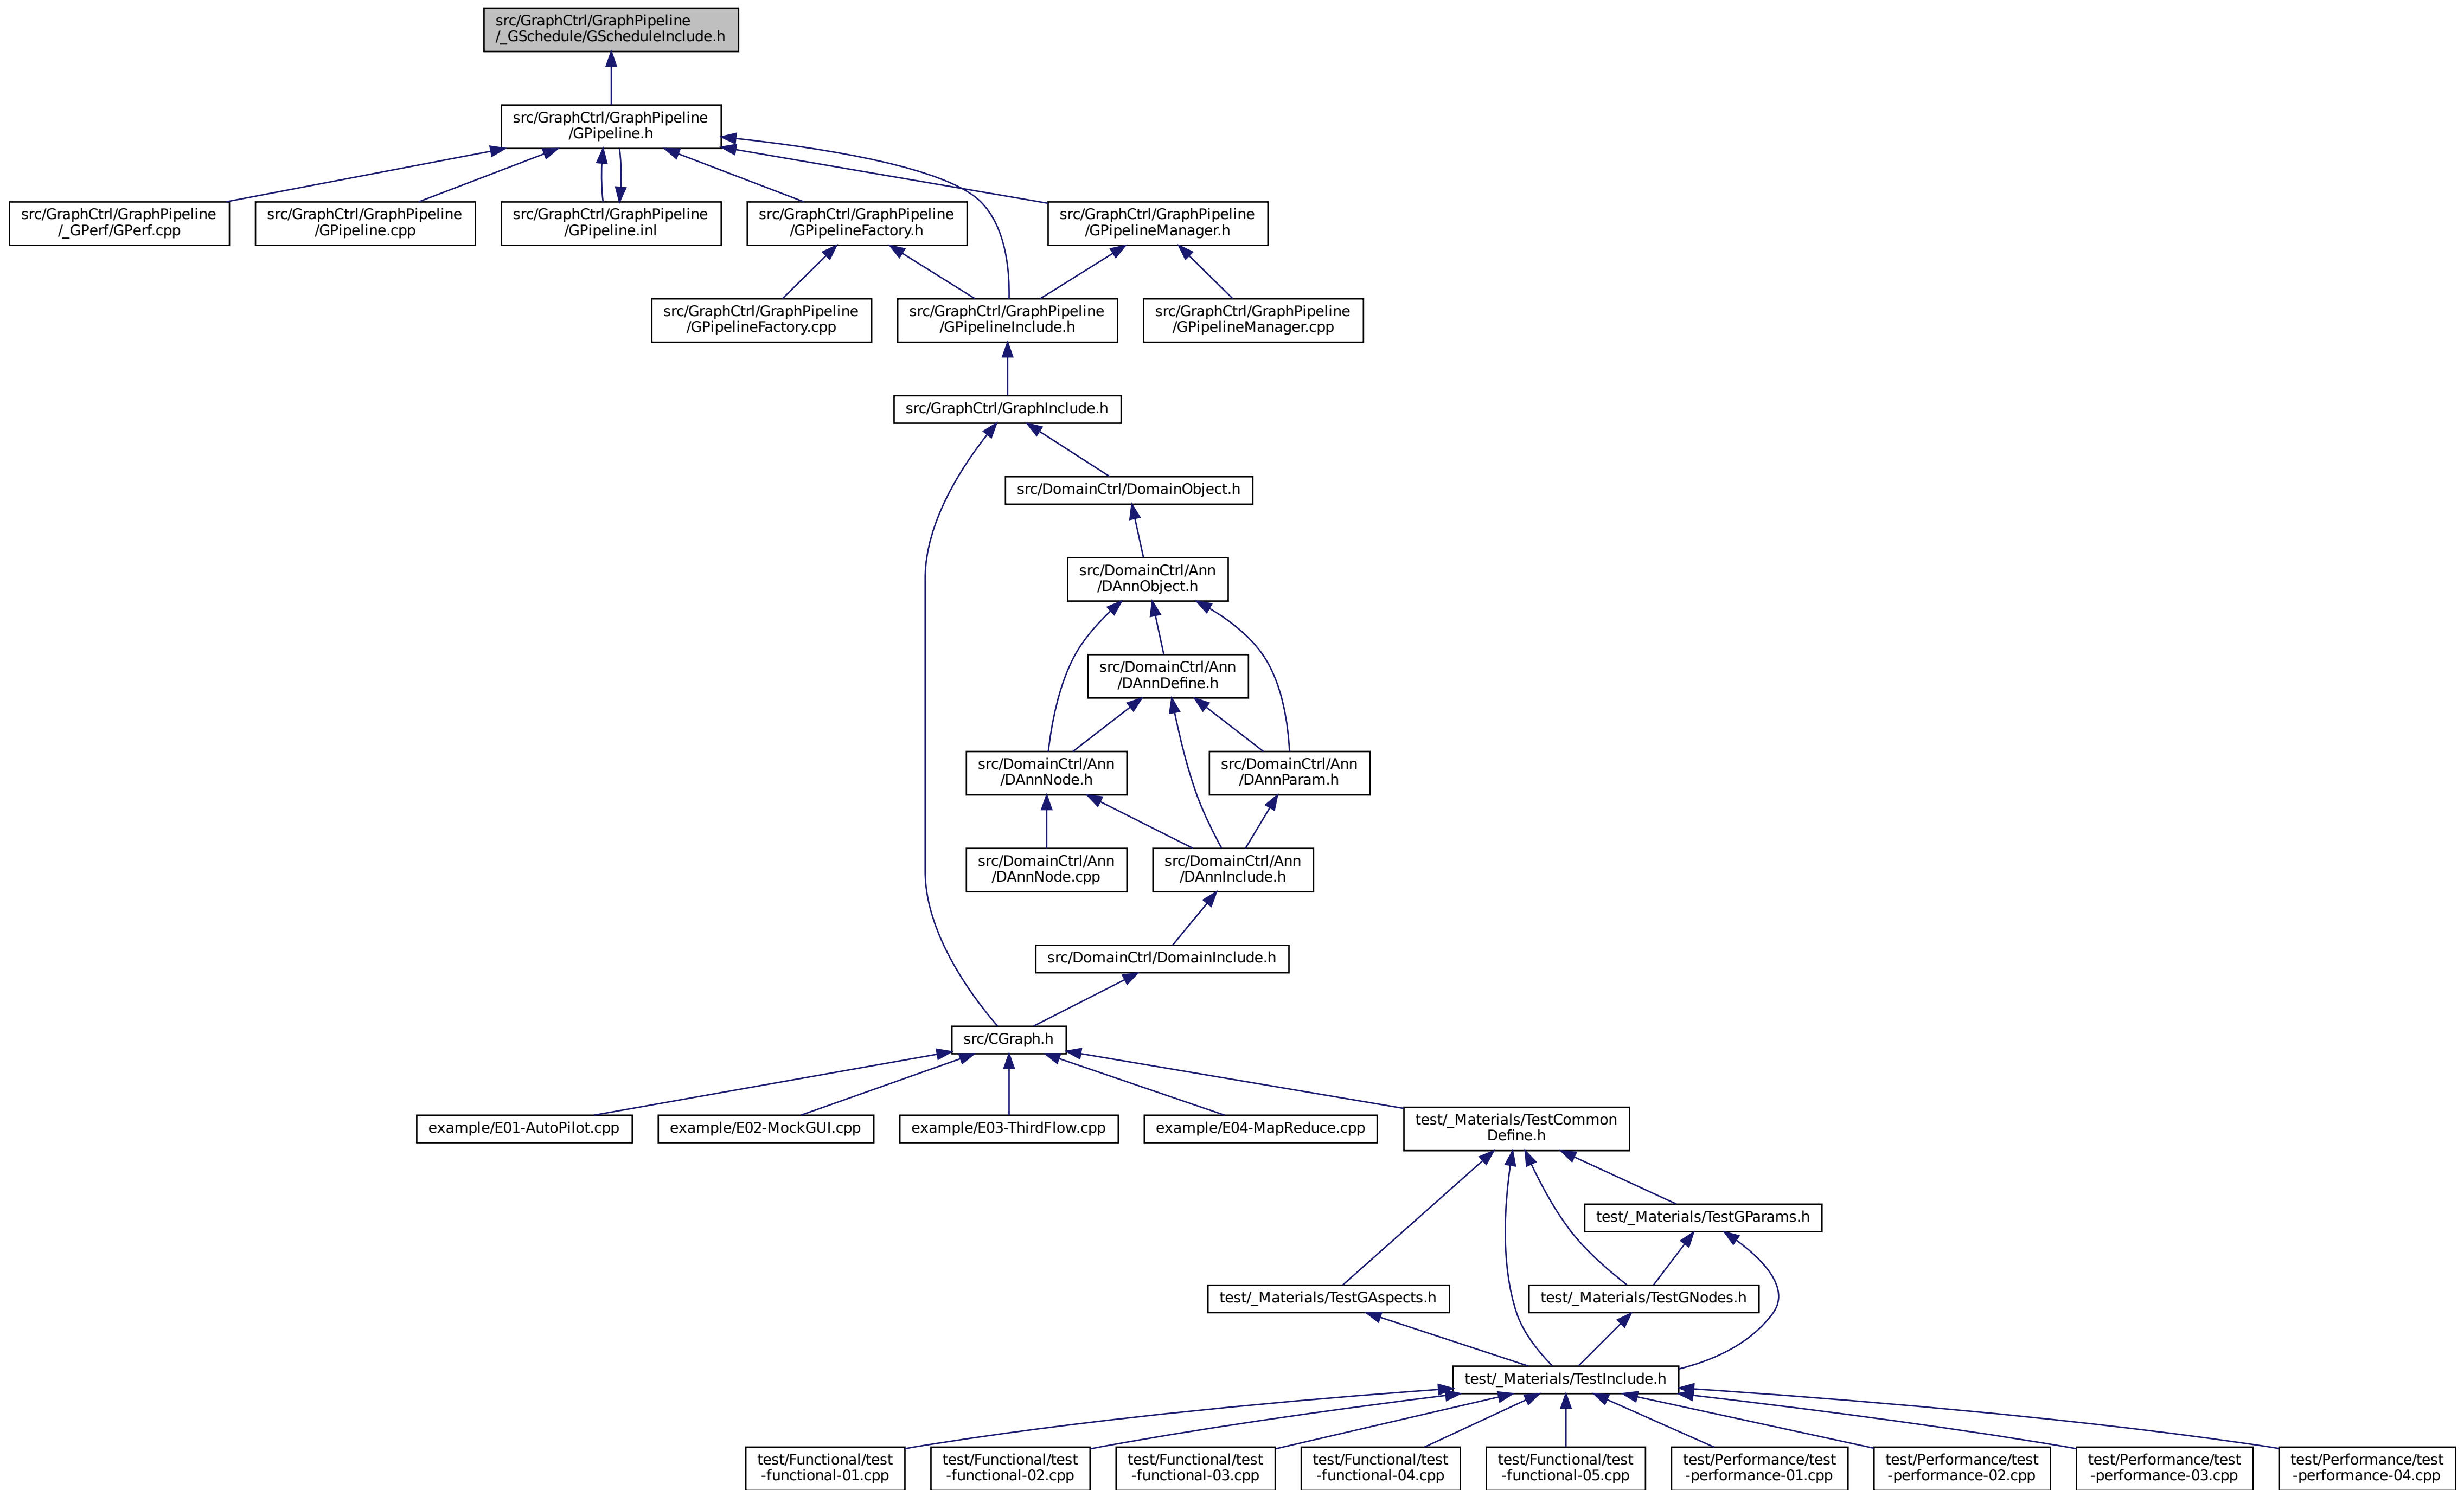 src/GraphCtrl/GraphPipeline
/_GSchedule/GScheduleInclude.h
src/GraphCtrl/GraphPipeline
/GPipeline.h
src/GraphCtrl/GraphPipeline
/_GPerf/GPerf.cpp
src/GraphCtrl/GraphPipeline
/GPipeline.cpp
src/GraphCtrl/GraphPipeline
/GPipeline.inl
src/GraphCtrl/GraphPipeline
/GPipelineFactory.h
src/GraphCtrl/GraphPipeline
/GPipelineManager.h
src/GraphCtrl/GraphPipeline
/GPipelineFactory.cpp
src/GraphCtrl/GraphPipeline
/GPipelineInclude.h
src/GraphCtrl/GraphPipeline
/GPipelineManager.cpp
src/GraphCtrl/GraphInclude.h
src/DomainCtrl/DomainObject.h
src/DomainCtrl/Ann
/DAnnObject.h
src/DomainCtrl/Ann
/DAnnDefine.h
src/DomainCtrl/Ann
/DAnnNode.h
src/DomainCtrl/Ann
/DAnnParam.h
src/DomainCtrl/Ann
/DAnnNode.cpp
src/DomainCtrl/Ann
/DAnnInclude.h
src/DomainCtrl/DomainInclude.h
src/CGraph.h
example/E01-AutoPilot.cpp
example/E02-MockGUI.cpp
example/E03-ThirdFlow.cpp
example/E04-MapReduce.cpp
test/_Materials/TestCommon
Define.h
test/_Materials/TestGParams.h
test/_Materials/TestGAspects.h
test/_Materials/TestGNodes.h
test/_Materials/TestInclude.h
test/Functional/test
-functional-01.cpp
test/Functional/test
-functional-02.cpp
test/Functional/test
-functional-03.cpp
test/Functional/test
-functional-04.cpp
test/Functional/test
-functional-05.cpp
test/Performance/test
-performance-01.cpp
test/Performance/test
-performance-02.cpp
test/Performance/test
-performance-03.cpp
test/Performance/test
-performance-04.cpp